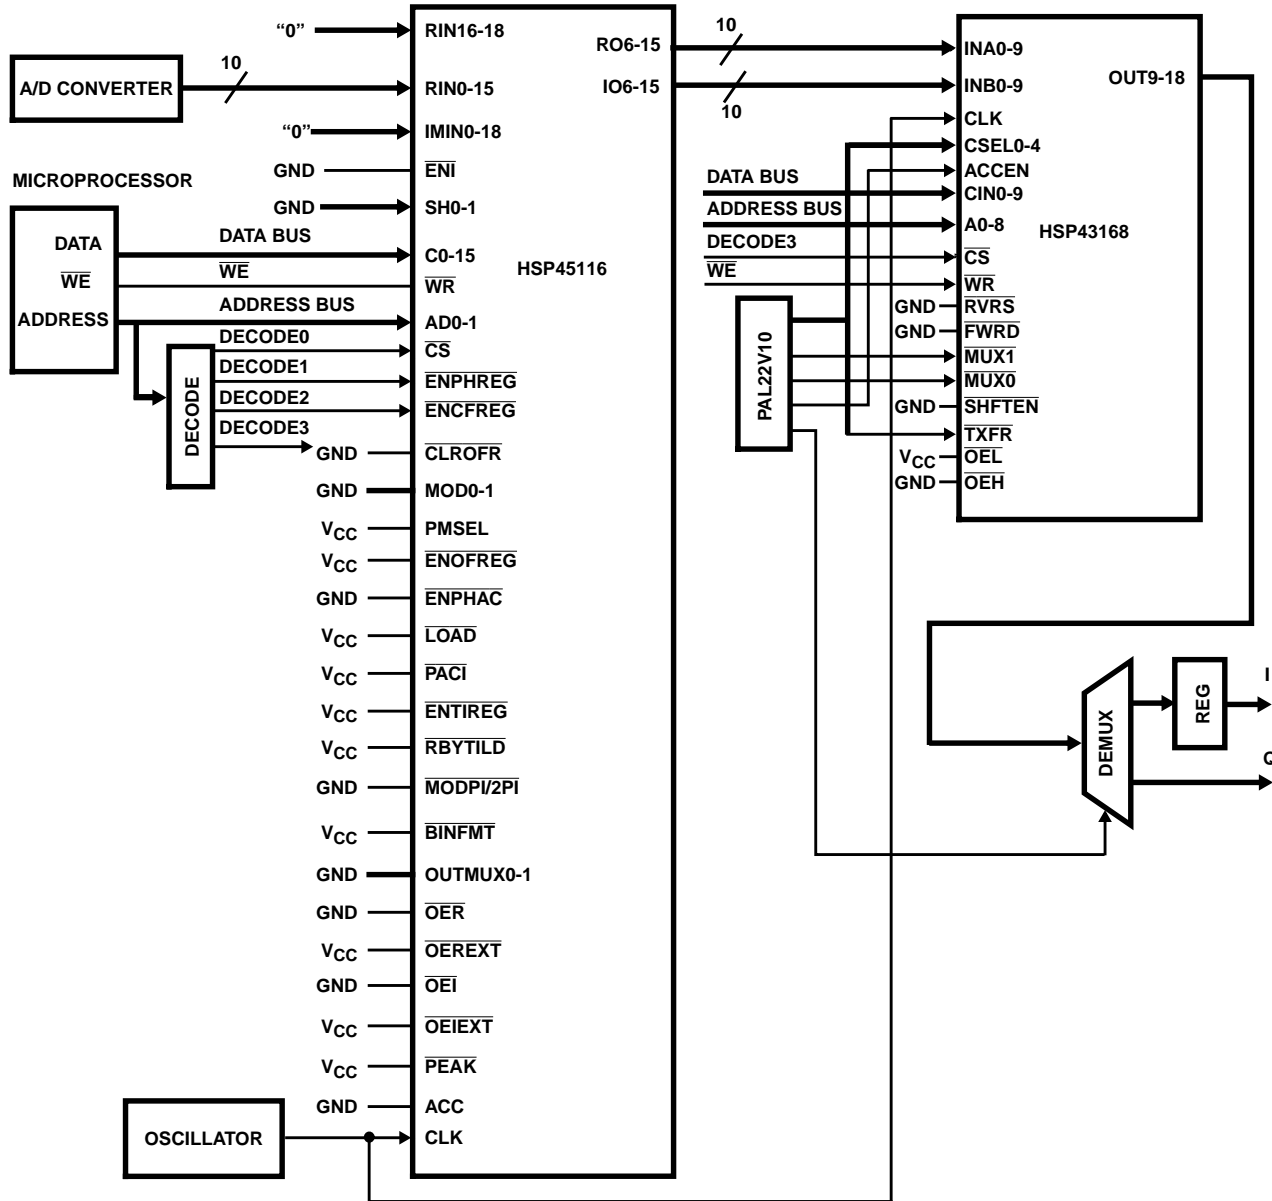 “0”
RIN16-18
A/D CONVERTER
10
RIN0-15
“0”
IMIN0-18
GND
ENI
MICROPROCESSOR
GND
SH0-1
DATA
DATA BUS
C0-15
WE
WE
WR
ADDRESS
ADDRESS BUS
AD0-1
DECODE
DECODE0
CS
DECODE1
ENPHREG
DECODE2
ENCFREG
DECODE3
GND
CLROFR
GND
MOD0-1
VCC
PMSEL
VCC
ENOFREG
GND
ENPHAC
VCC
LOAD
VCC
PACI
VCC
ENTIREG
VCC
RBYTILD
GND
MODPI/2PI
VCC
BINFMT
GND
OUTMUX0-1
GND
OER
VCC
OEREXT
GND
OEI
VCC
OEIEXT
VCC
PEAK
GND
ACC
OSCILLATOR
CLK
HSP45116
RO6-15
10
INA0-9
IO6-15
10
INB0-9
OUT9-18
CLK
CSEL0-4
ACCEN
DATA BUS
CIN0-9
ADDRESS BUS
A0-8
HSP43168
DECODE3
CS
WE
WR
PAL22V10
GND
RVRS
GND
FWRD
MUX1
MUX0
GND
SHFTEN
TXFR
VCC
OEL
GND
OEH
DEMUX
REG
I
Q